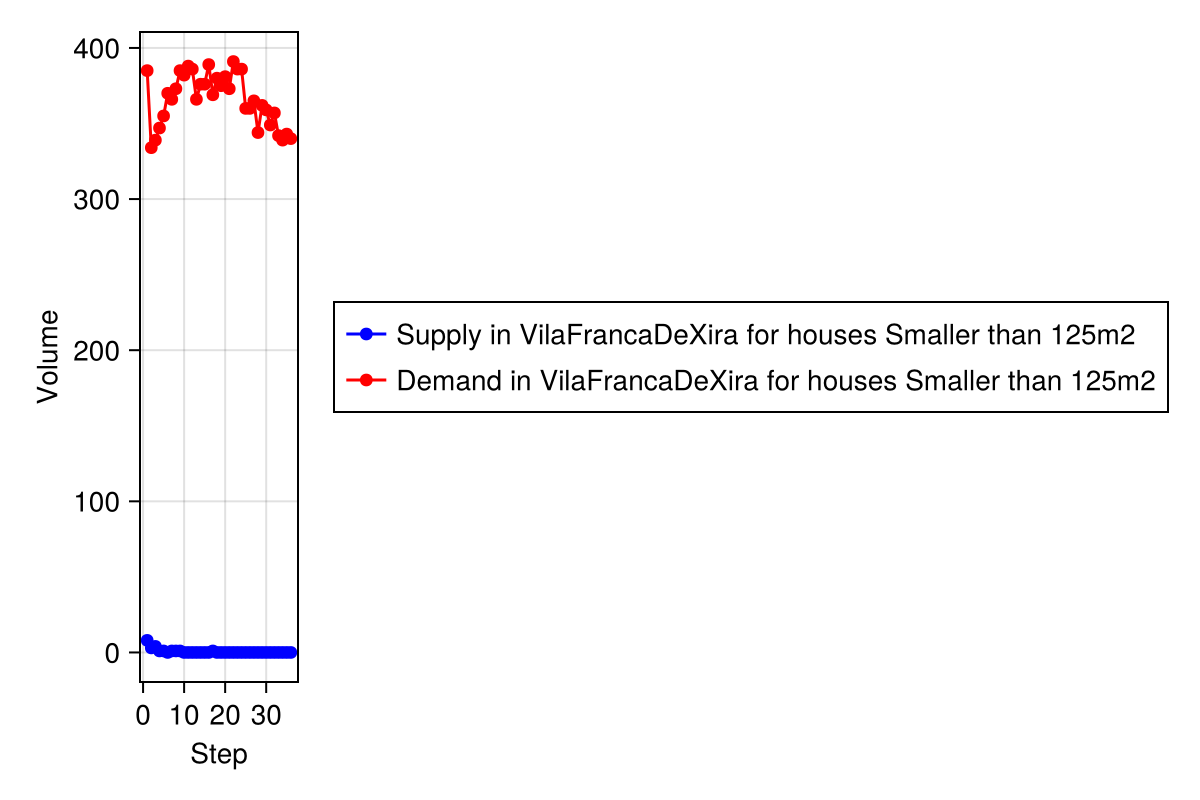 400
300
200
100
0
Volume
0 10 20 30
Step
Supply in VilaFrancaDeXira for houses Smaller than 125m2
Demand in VilaFrancaDeXira for houses Smaller than 125m2